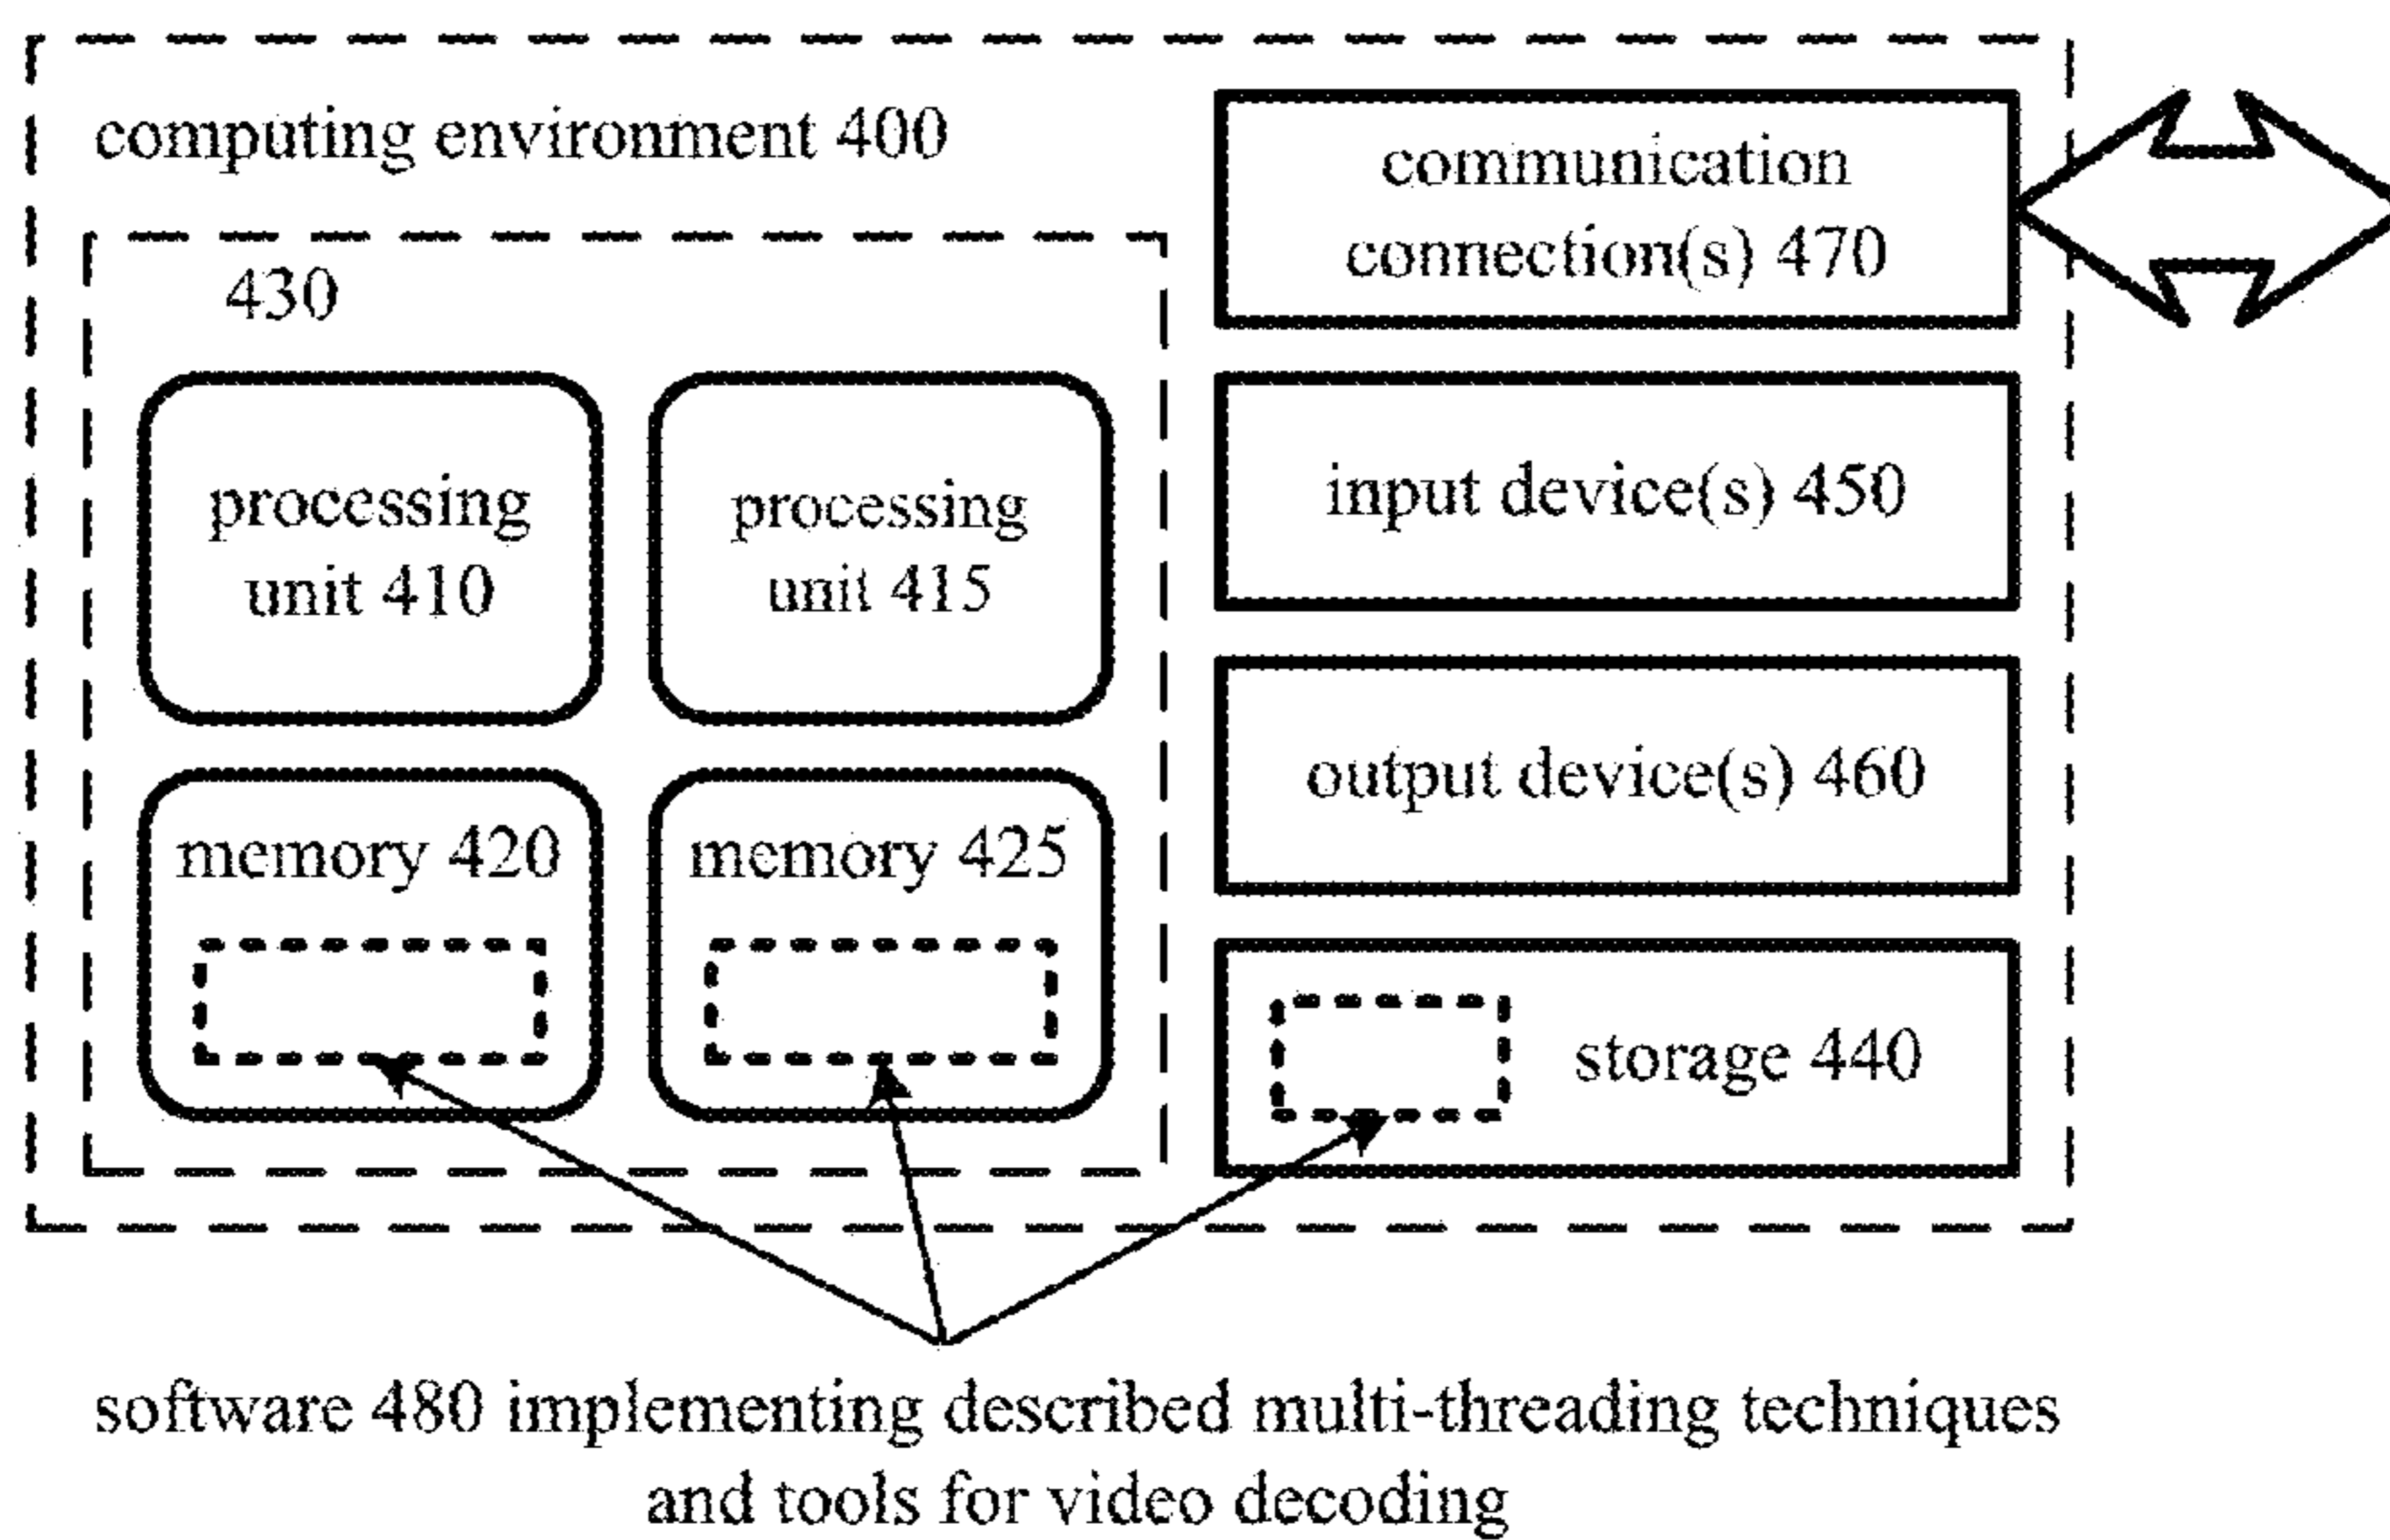 computing environment 400
430
processing
unit 410
processing
unit 415
memory 420
memory 425
communication
connection(s) 470
input device(s) 450
output device(s) 460
storage 440
software 480 implementing described multi-threading techniques
and tools for video decoding